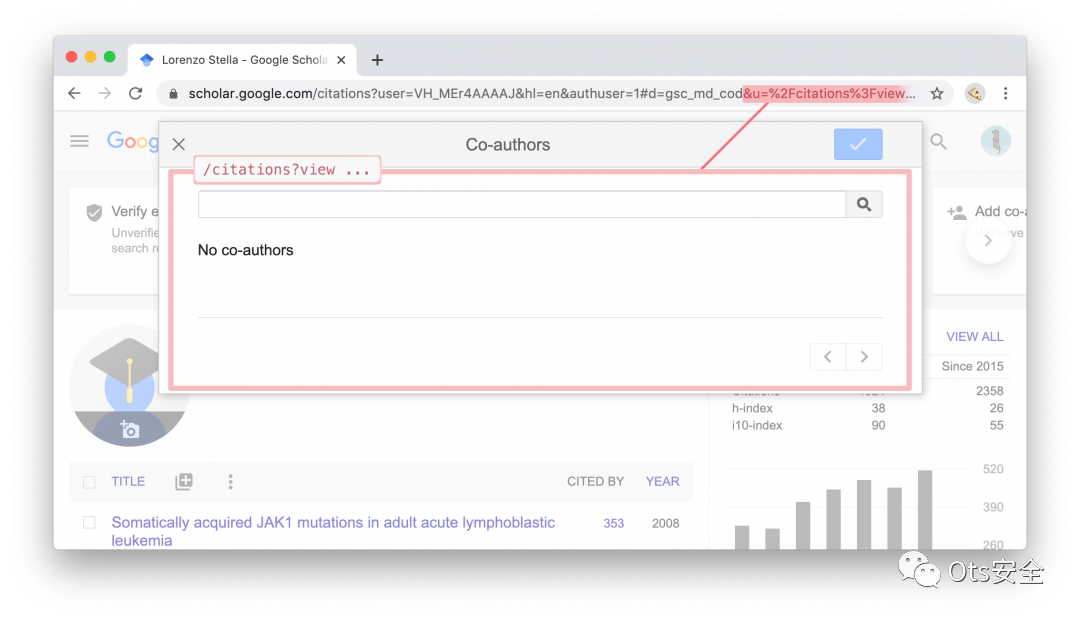 Lorenzo Stella - Google Schola
scholar.google.com/citations?user=VH_MEr4AAAAJ&hl=en&authuser=1#d=gsc_md_cod&u=%2Fcitations%3Fview...
Goog
Co-authors
/citations?view ...
Verify e
Unverifie
search re
Add co-a
have
No co-authors
VIEW ALL
Since 2015
2358
h-index 38 26
i10-index 90 55
TITLE CITED BY YEAR
520
Somatically acquired JAK1 mutations in adult acute lymphoblastic 353 2008
leukemia
390
260
Ots安全